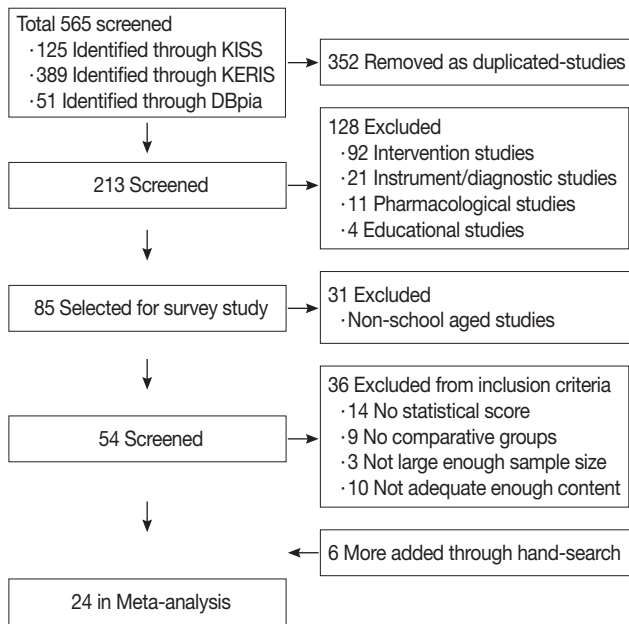 Total 565 screened
·125 Identified through KISS
·389 Identified through KERIS
·51 Identified through DBpia
352 Removed as duplicated-studies
213 Screened
128 Excluded
·92 Intervention studies
·21 Instrument/diagnostic studies
·11 Pharmacological studies
·4 Educational studies
85 Selected for survey study
31 Excluded
·Non-school aged studies
54 Screened
36 Excluded from inclusion criteria
·14 No statistical score
·9 No comparative groups
·3 Not large enough sample size
·10 Not adequate enough content
6 More added through hand-search
24 in Meta-analysis